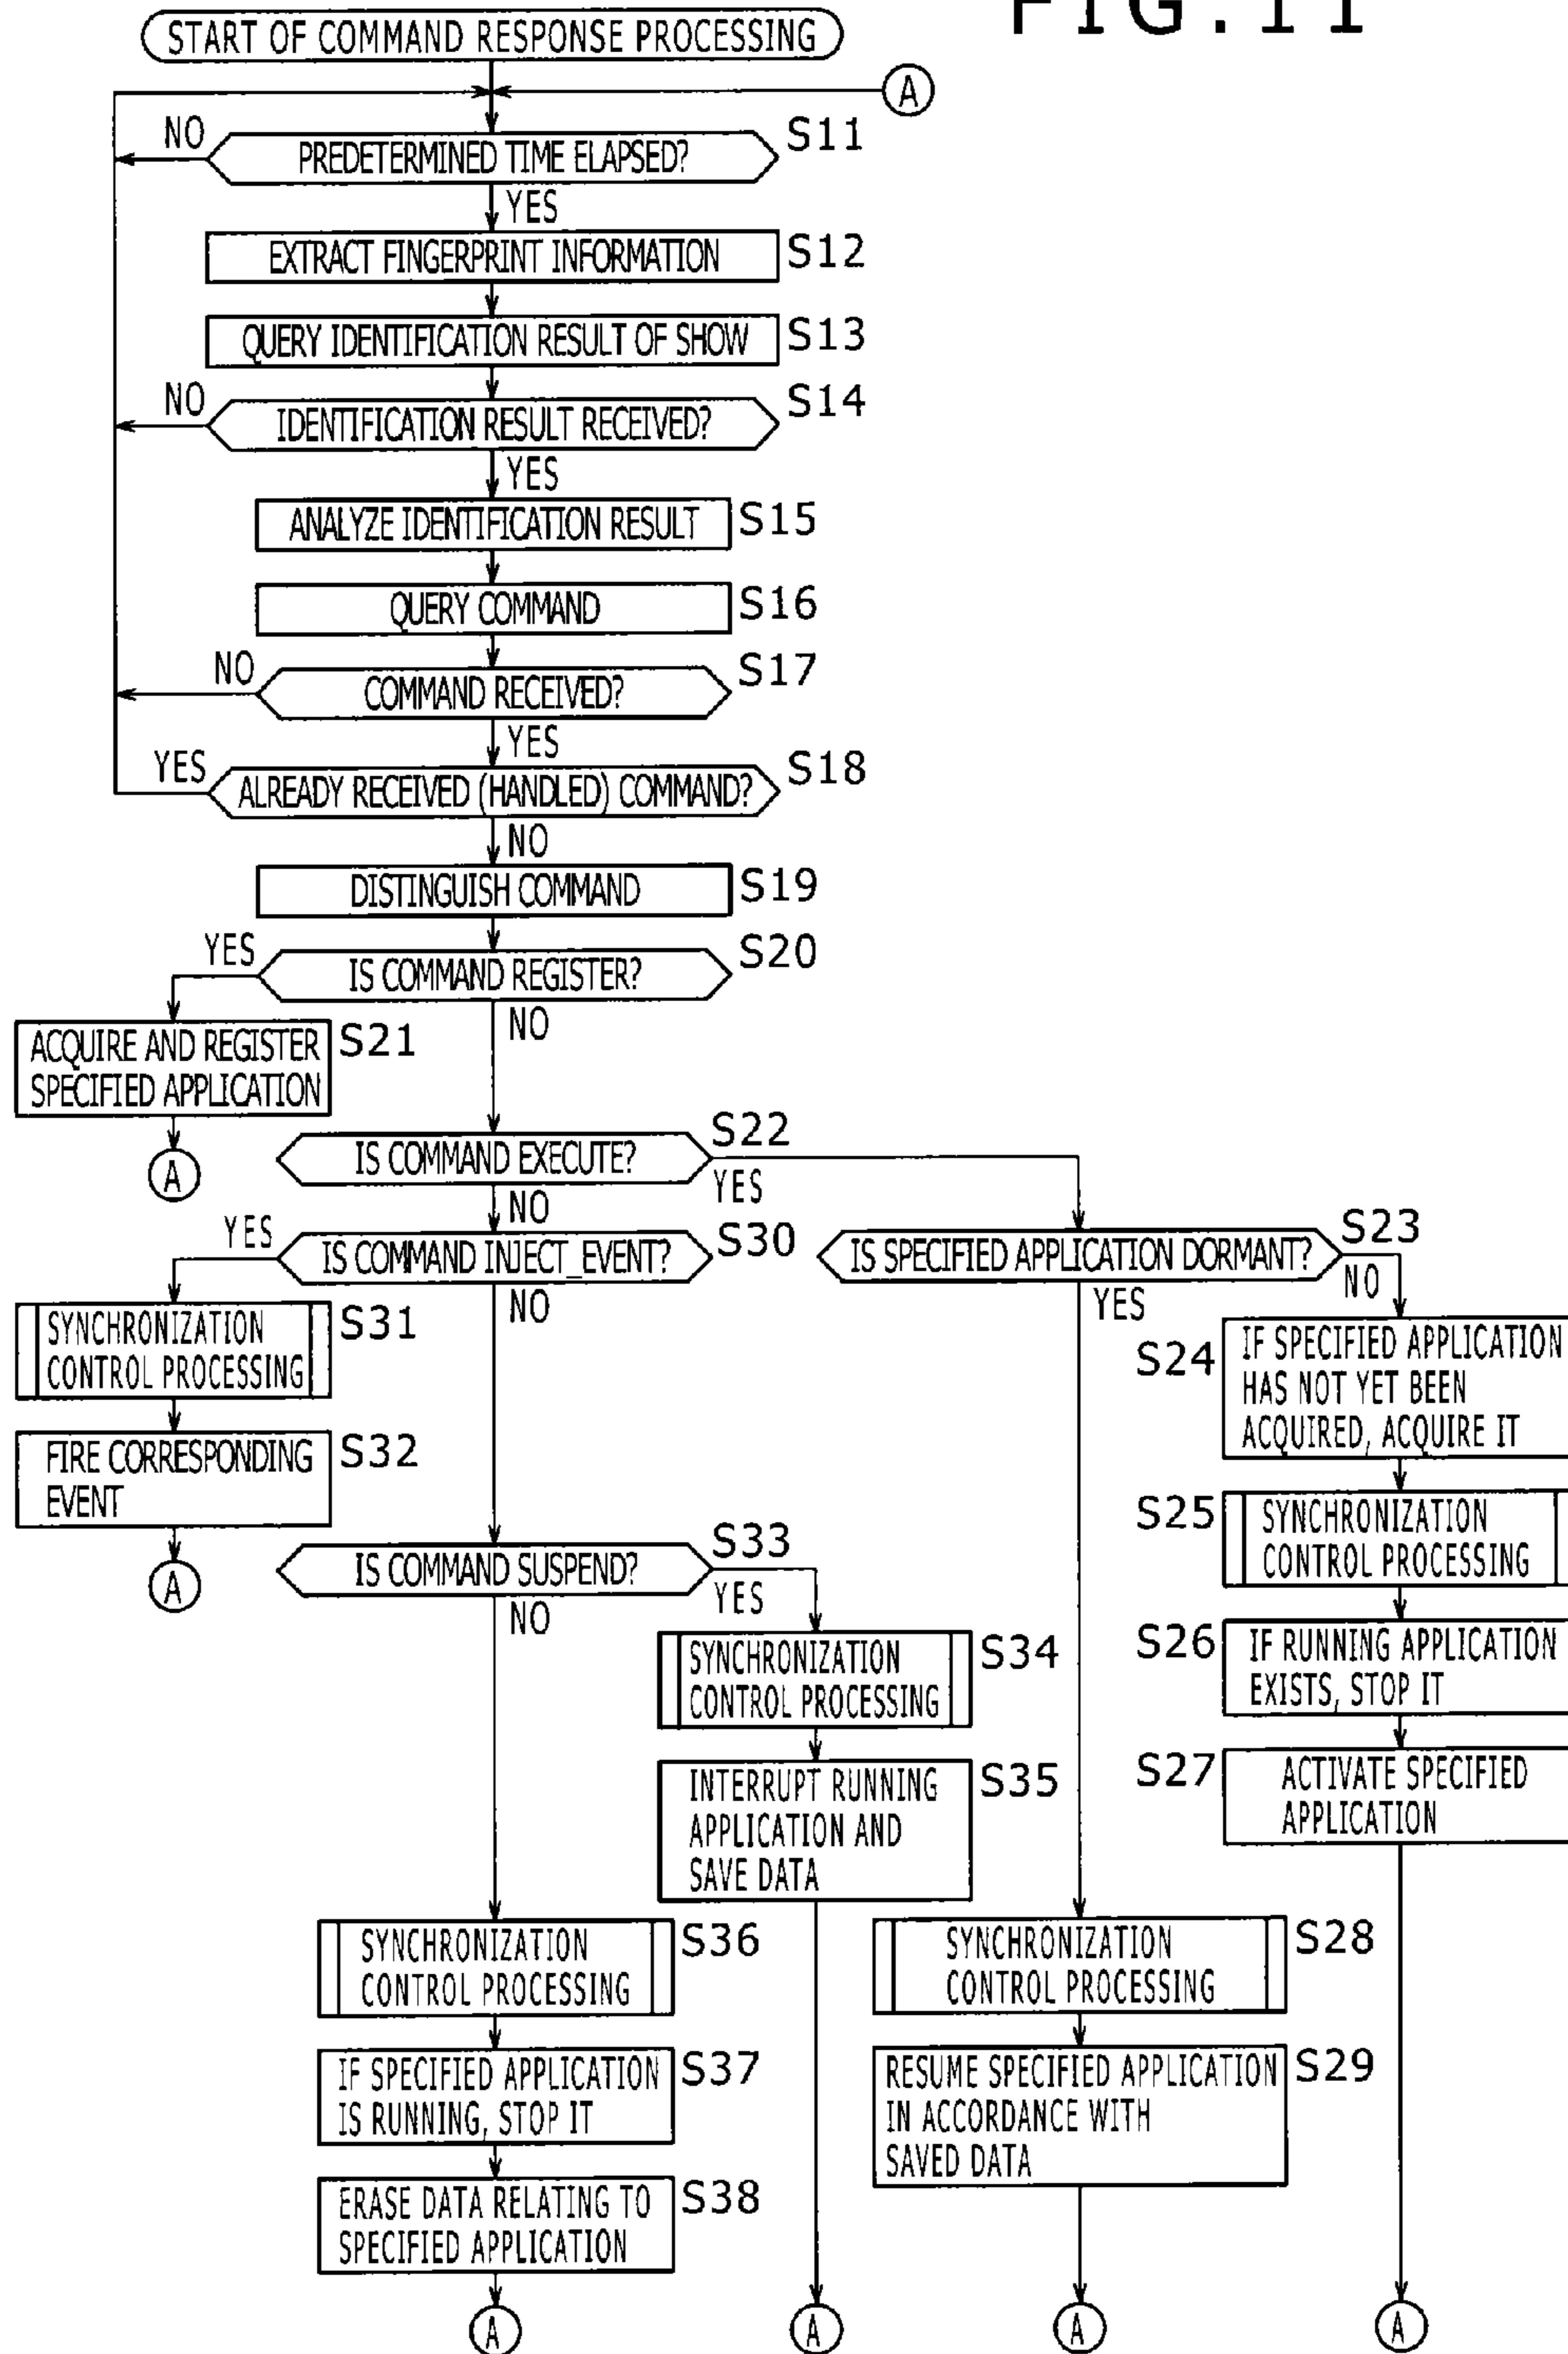 FIG.11
START OF COMMAND RESPONSE PROCESSING
A
NO
PREDETERMINED TIME ELAPSED?
S11
YES
EXTRACT FINGERPRINT INFORMATION
S12
QUERY IDENTIFICATION RESULT OF SHOW
S13
NO
IDENTIFICATION RESULT RECEIVED?
S14
YES
ANALYZE IDENTIFICATION RESULT
S15
QUERY COMMAND
S16
NO
COMMAND RECEIVED?
S17
YES
YES
ALREADY RECEIVED (HANDLED) COMMAND?
S18
NO
DISTINGUISH COMMAND
S19
YES
IS COMMAND REGISTER?
S20
NO
ACQUIRE AND REGISTER
SPECIFIED APPLICATION
S21
A
IS COMMAND EXECUTE?
S22
YES
NO
YES
IS COMMAND INJECT_EVENT?
S30
NO
IS SPECIFIED APPLICATION DORMANT?
S23
NO
YES
SYNCHRONIZATION
CONTROL PROCESSING
S31
FIRE CORRESPONDING
EVENT
S32
A
S24
IF SPECIFIED APPLICATION
HAS NOT YET BEEN
ACQUIRED, ACQUIRE IT
S25
SYNCHRONIZATION
CONTROL PROCESSING
S26
IF RUNNING APPLICATION
EXISTS, STOP IT
S27
ACTIVATE SPECIFIED
APPLICATION
IS COMMAND SUSPEND?
S33
YES
NO
SYNCHRONIZATION
CONTROL PROCESSING
S34
INTERRUPT RUNNING
APPLICATION AND
SAVE DATA
S35
SYNCHRONIZATION
CONTROL PROCESSING
S36
IF SPECIFIED APPLICATION
IS RUNNING, STOP IT
S37
ERASE DATA RELATING TO
SPECIFIED APPLICATION
S38
SYNCHRONIZATION
CONTROL PROCESSING
S28
RESUME SPECIFIED APPLICATION
IN ACCORDANCE WITH
SAVED DATA
S29
A
A
A
A